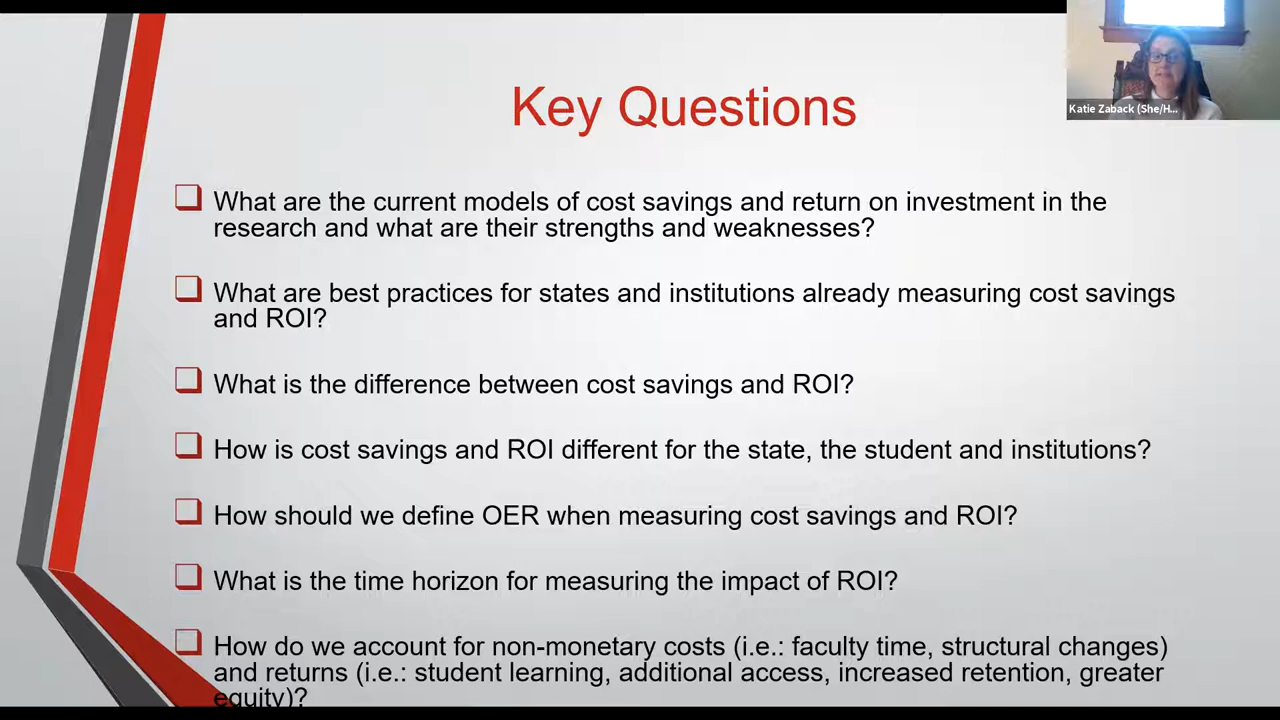 Key Questions
Katie Zaback (She/H...
What are the current models of cost savings and return on investment in the
research and what are their strengths and weaknesses?
What are best practices for states and institutions already measuring cost savings
and ROI?
What is the difference between cost savings and ROI?
How is cost savings and ROI different for the state, the student and institutions?
How should we define OER when measuring cost savings and ROI?
What is the time horizon for measuring the impact of ROI?
How do we account for non-monetary costs (i.e.: faculty time, structural changes)
and returns (i.e.: student learning, additional access, increased retention, greater
equity)?